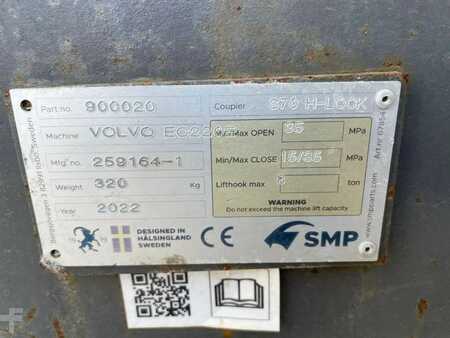 Part no. 900020
Coupler S70 H-LOCK
Machine VOLVO
Min/Max OPEN 35 MPa
Mfg' no. 259164-1
Min/Max CLOSE 15/35 MPa
Weight 320 Kg
Lifthook max 8 ton
Year 2022
WARNING
Do not exceed the machine lift capacity
DESIGNED IN
HÄLSINGLAND
SWEDEN
CE
SMP
www.smpparts.com
Sweden